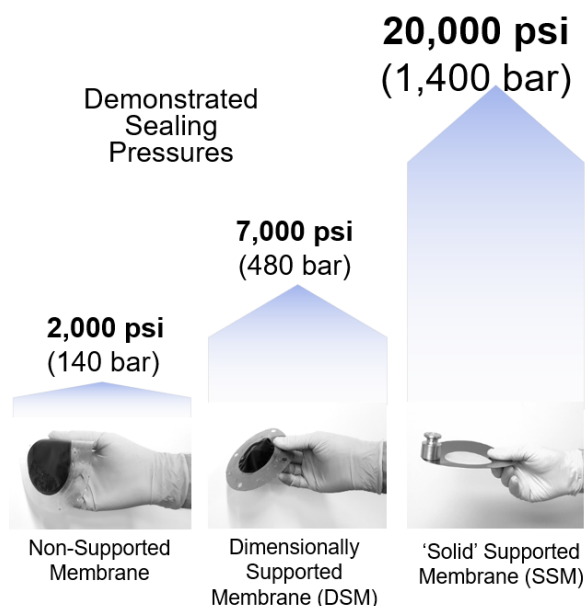 20,000 psi
(1,400 bar)
Demonstrated
Sealing
Pressures
7,000 psi
(480 bar)
2,000 psi
(140 bar)
Non-Supported
Membrane
Dimensionally
Supported
Membrane (DSM)
‘Solid’ Supported
Membrane (SSM)